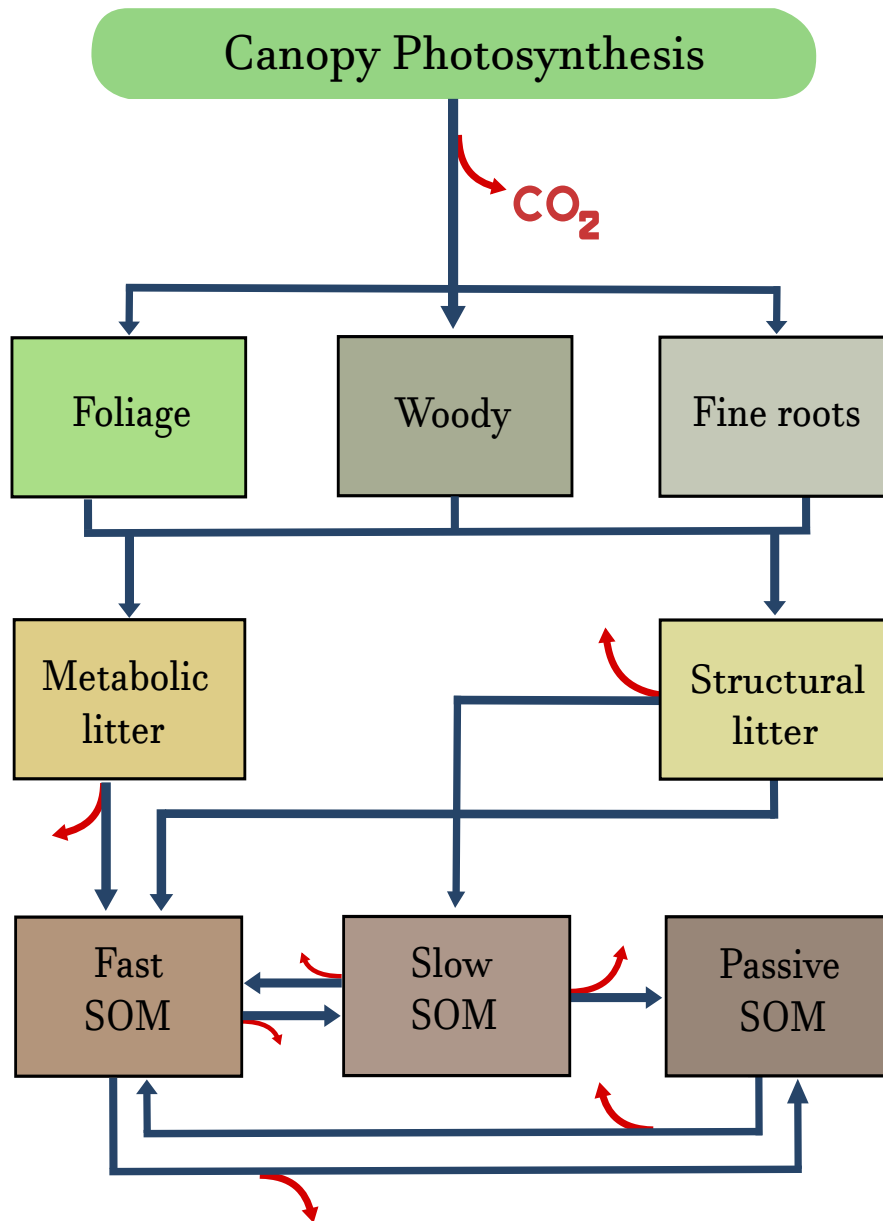 Canopy Photosynthesis
CO₂
Foliage
Woody
Fine roots
Metabolic
litter
Structural
litter
Fast
SOM
Slow
SOM
Passive
SOM